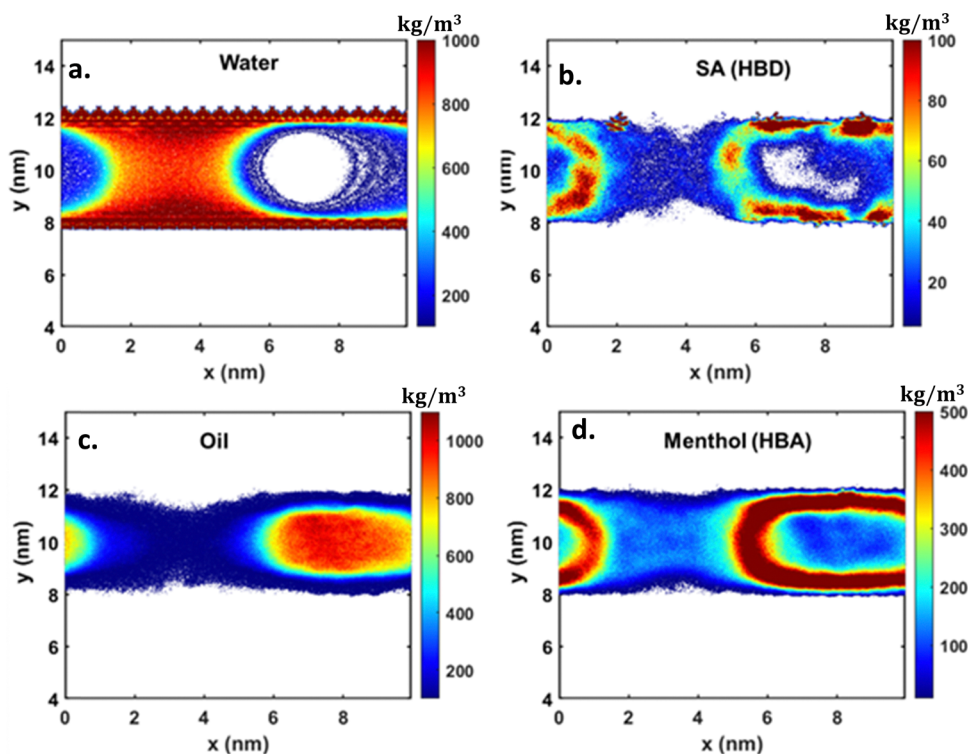 kg/m³ kg/m³
a. Water b. SA (HBD)
14 1000 14 100
12 800 12 80
10 600 10 60
8 400 8 40
6 200 6 20
4 4
0 2 4 6 8 0 2 4 6 8
x (nm) x (nm)
y (nm) y (nm)
kg/m³ kg/m³
c. Oil d. Menthol (HBA)
14 1000 14 500
12 800 12 400
10 600 10 300
8 400 8 200
6 200 6 100
4 4
0 2 4 6 8 0 2 4 6 8
x (nm) x (nm)
y (nm) y (nm)